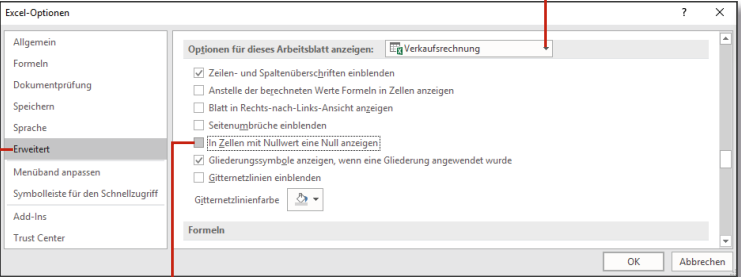 Excel-Optionen ? ×
Allgemein
Formeln
Dokumentprüfung
Speichern
Sprache
Erweitert
Menüband anpassen
Symbolleiste für den Schnellzugriff
Add-Ins
Trust Center
Optionen für dieses Arbeitsblatt anzeigen: Verkaufsrechnung
Zeilen- und Spaltenüberschriften einblenden
Anstelle der berechneten Werte Formeln in Zellen anzeigen
Blatt in Rechts-nach-Links-Ansicht anzeigen
Seitenumbrüche einblenden
In Zellen mit Nullwert eine Null anzeigen
Gliederungssymbole anzeigen, wenn eine Gliederung angewendet wurde
Gitternetzlinien einblenden
Gitternetzlinienfarbe
Formeln
OK Abbrechen